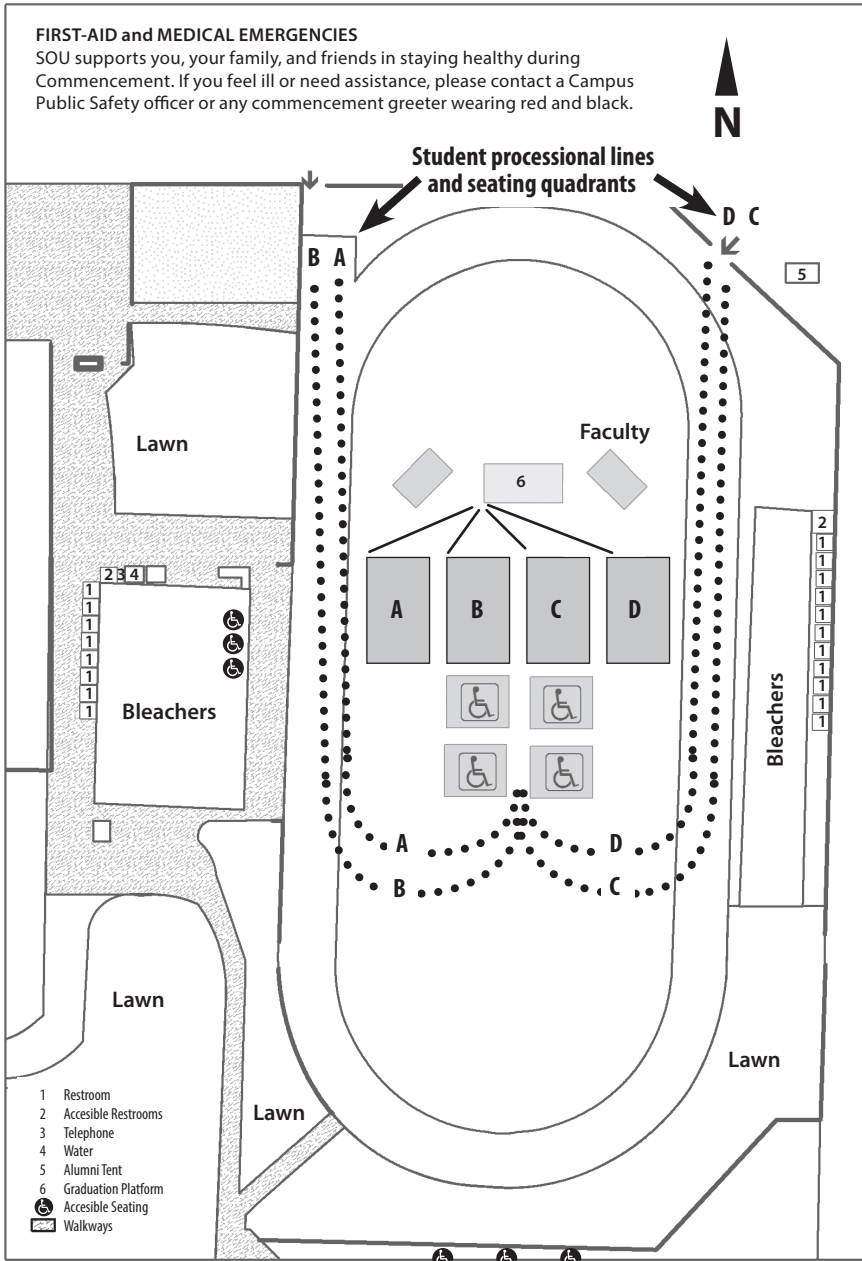 FIRST-AID and MEDICAL EMERGENCIES
SOU supports you, your family, and friends in staying healthy during
Commencement. If you feel ill or need assistance, please contact a Campus
Public Safety officer or any commencement greeter wearing red and black.
N
Student processional lines
and seating quadrants
D C
B A
5
Lawn
Faculty
6
2
1
1
1
1
1
1
1
1
1
1
1
2 3 4
1
1
1
1
1
1
1
1
A B C D
Bleachers
Bleachers
A D
B C
Lawn
Lawn
Lawn
1 Restroom
2 Accesible Restrooms
3 Telephone
4 Water
5 Alumni Tent
6 Graduation Platform
Accesible Seating
Walkways